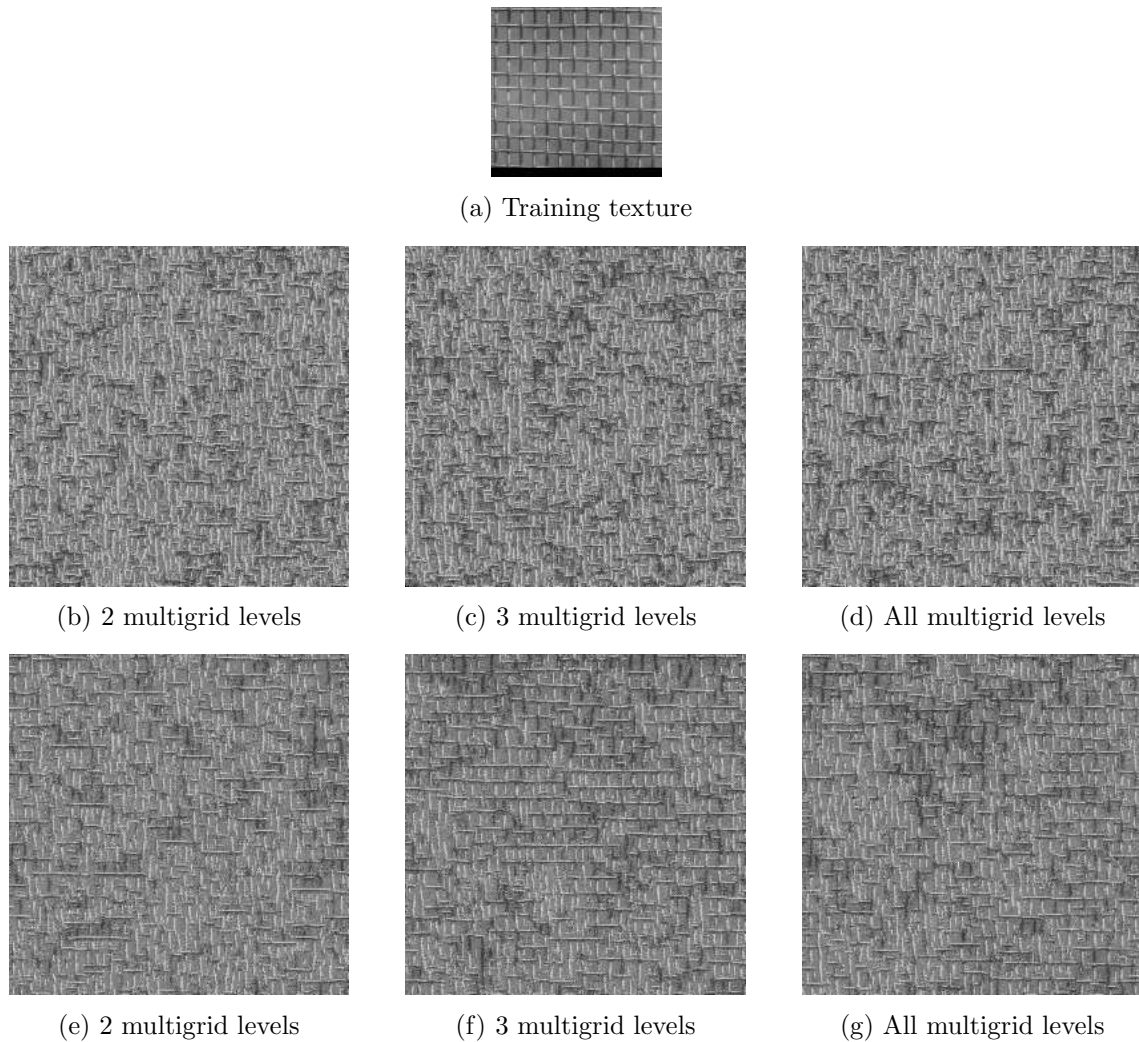 (a) Training texture
(b) 2 multigrid levels
(c) 3 multigrid levels
(d) All multigrid levels
(e) 2 multigrid levels
(f) 3 multigrid levels
(g) All multigrid levels